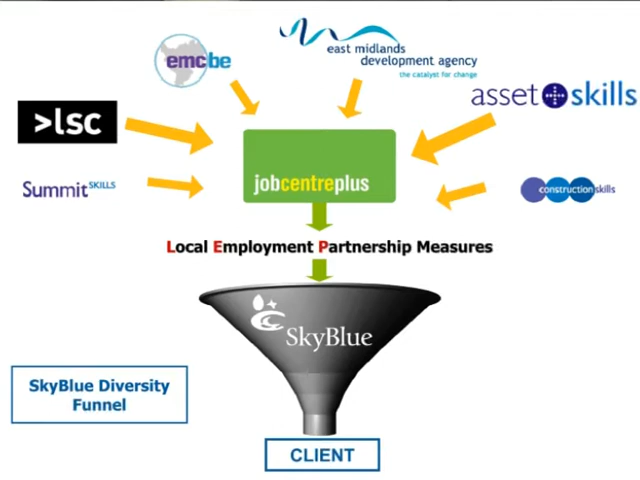 emcbe
east midlands
development agency
the catalyst for change
asset skills
>lsc
Summit SKILLS
jobcentreplus
constructionskills
Local Employment Partnership Measures
SkyBlue
SkyBlue Diversity
Funnel
CLIENT